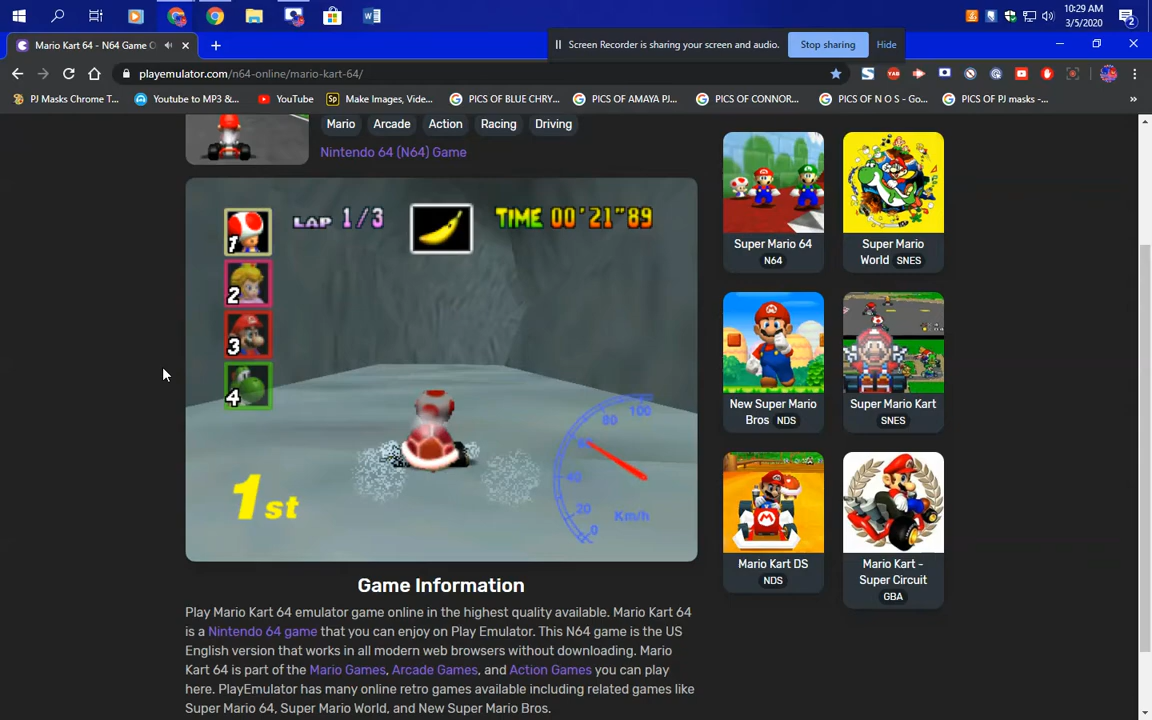 10:29 AM
3/5/2020
2
Mario Kart 64 - N64 Game O
Screen Recorder is sharing your screen and audio.
Stop sharing
Hide
playemulator.com/n64-online/mario-kart-64/
PJ Masks Chrome T...
Youtube to MP3 &...
YouTube
Sp
Make Images, Vide...
PICS OF BLUE CHRY...
PICS OF AMAYA PJ...
PICS OF CONNOR...
PICS OF N O S - Go...
PICS OF PJ masks -...
Mario
Arcade
Action
Racing
Driving
Nintendo 64 (N64) Game
LAP 1/3
TIME 00'21"89
1
2
3
4
1st
100
80
60
40
20
0
Km/h
Super Mario 64
N64
Super Mario
World SNES
New Super Mario
Bros NDS
Super Mario Kart
SNES
Mario Kart DS
NDS
Mario Kart -
Super Circuit
GBA
Game Information
Play Mario Kart 64 emulator game online in the highest quality available. Mario Kart 64
is a Nintendo 64 game that you can enjoy on Play Emulator. This N64 game is the US
English version that works in all modern web browsers without downloading. Mario
Kart 64 is part of the Mario Games, Arcade Games, and Action Games you can play
here. PlayEmulator has many online retro games available including related games like
Super Mario 64, Super Mario World, and New Super Mario Bros.